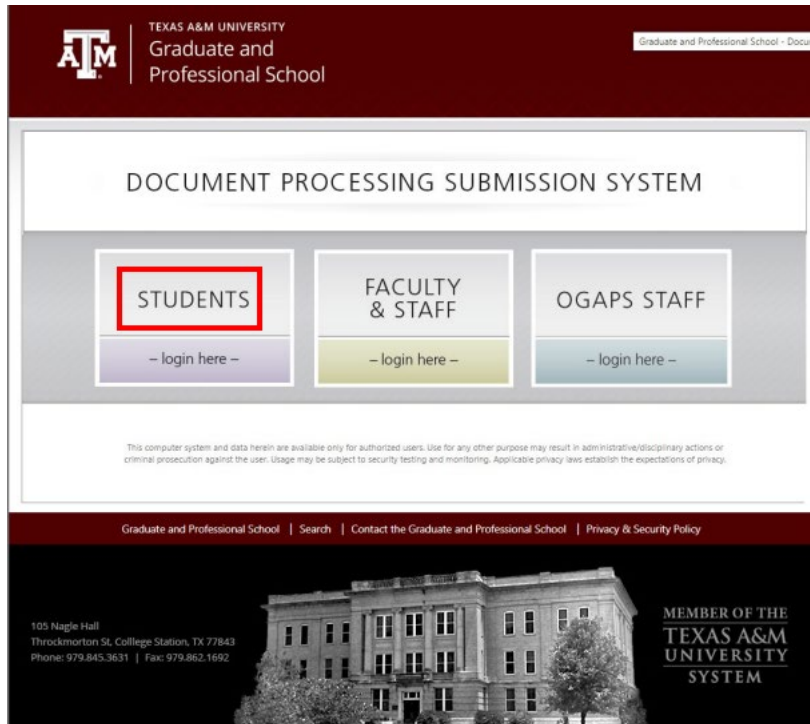 TEXAS A&M UNIVERSITY
Graduate and
Professional School
Graduate and Professional School - Docu
ATM
DOCUMENT PROCESSING SUBMISSION SYSTEM
STUDENTS
– login here –
FACULTY
& STAFF
– login here –
OGAPS STAFF
– login here –
This computer system and data herein are available only for authorized users. Use for any other purpose may result in administrative/disciplinary actions or
criminal prosecution against the user. Usage may be subject to security testing and monitoring. Applicable privacy laws establish the expectations of privacy.
Graduate and Professional School | Search | Contact the Graduate and Professional School | Privacy & Security Policy
105 Nagle Hall
Throckmorton St, Colllege Station, TX 77843
Phone: 979.845.3631 | Fax: 979.862.1692
MEMBER OF THE
TEXAS A&M
UNIVERSITY
SYSTEM